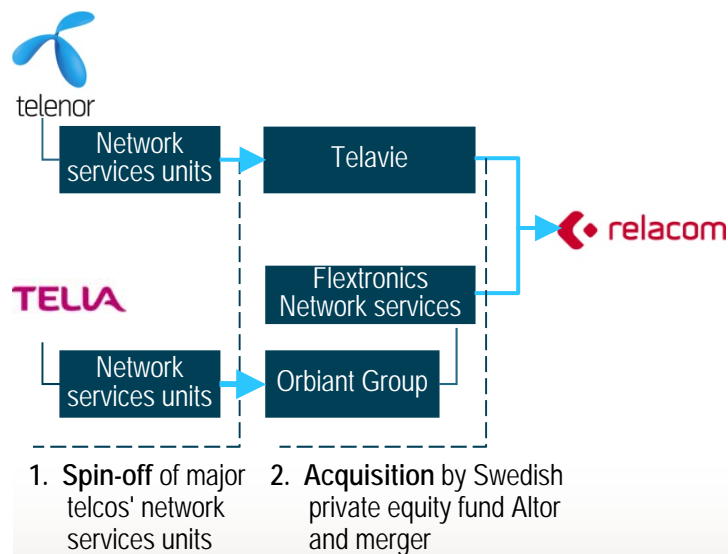 telenor
Network
services units
Telavie
relacom
Flextronics
Network services
TELIA
Network
services units
Orbiant Group
1. Spin-off of major
telcos' network
services units
2. Acquisition by Swedish
private equity fund Altor
and merger